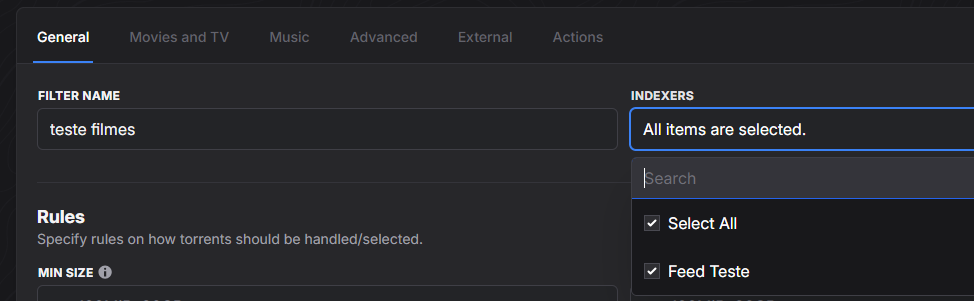 General Movies and TV Music Advanced External Actions
FILTER NAME
teste filmes
INDEXERS
All items are selected.
Search
Select All
Feed Teste
Rules
Specify rules on how torrents should be handled/selected.
MIN SIZE